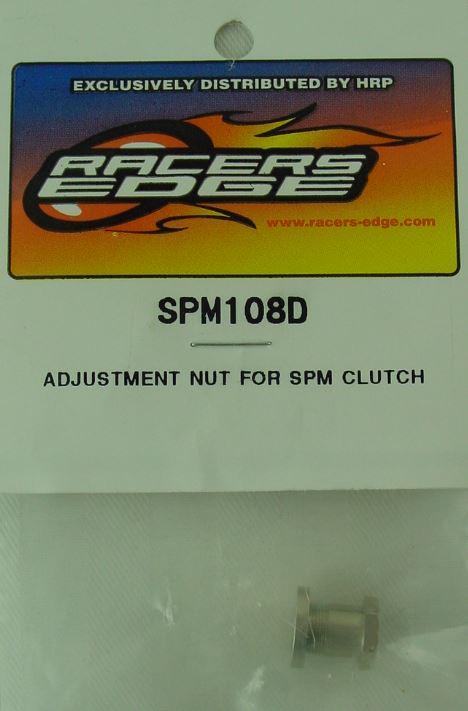 EXCLUSIVELY DISTRIBUTED BY HRP
RACERS
EDGE
www.racers-edge.com
SPM108D
ADJUSTMENT NUT FOR SPM CLUTCH